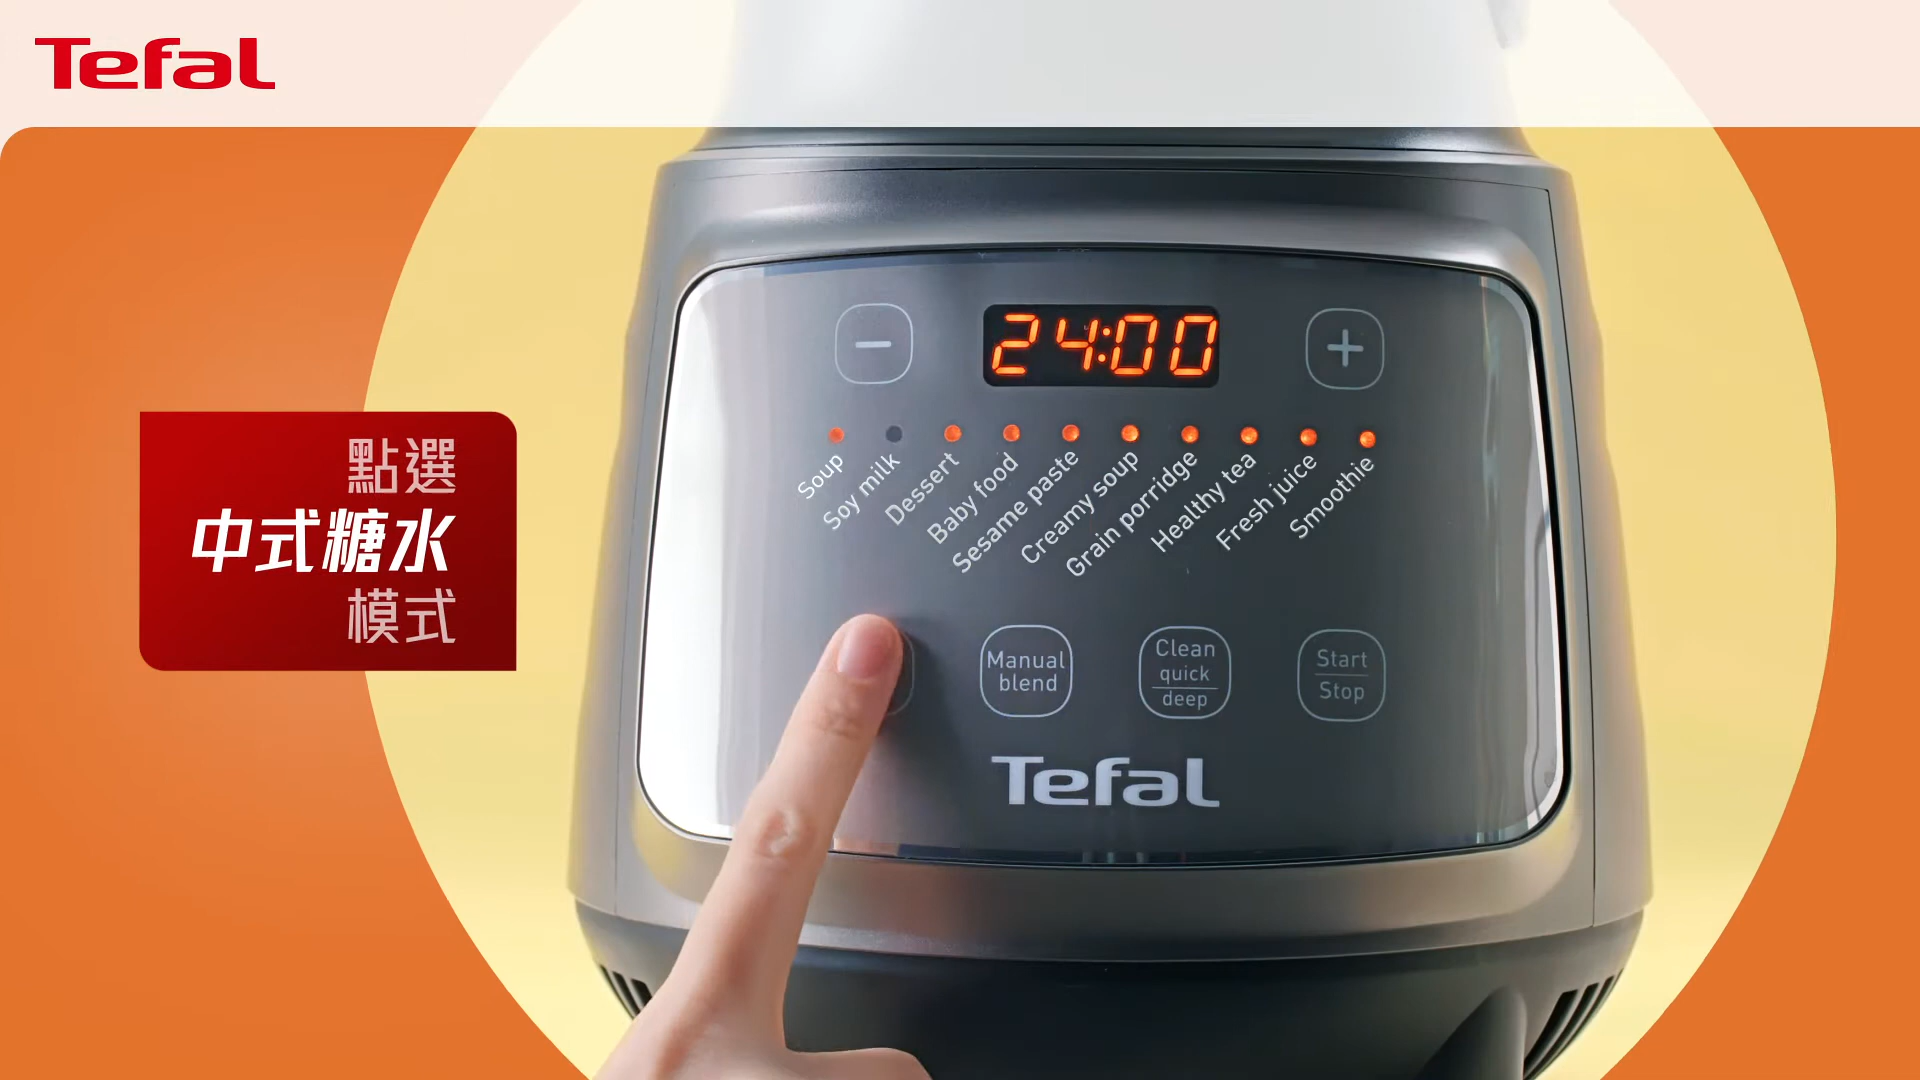 Tefal
點選
中式糖水
模式
24:00
Soup
Soy milk
Dessert
Baby food
Sesame paste
Creamy soup
Grain porridge
Healthy tea
Fresh juice
Smoothie
Manual
blend
Clean
quick
deep
Start
Stop
Tefal